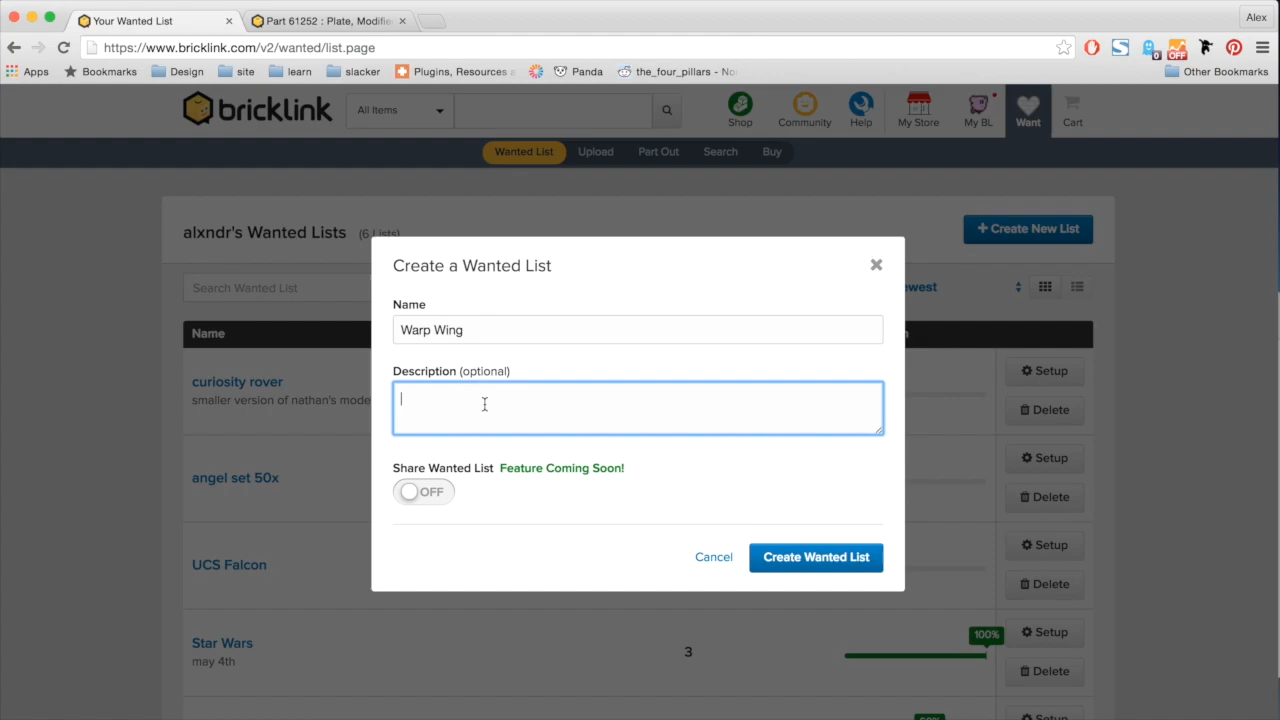 Your Wanted List
Part 61252 : Plate, Modifie
Alex
https://www.bricklink.com/v2/wanted/list.page
0
OFF
Apps
Bookmarks
Design
site
learn
slacker
Plugins, Resources
Panda
the_four_pillars - No
Other Bookmarks
bricklink
All Items
Shop
Community
Help
My Store
My BL
Want
Cart
Wanted List
Upload
Part Out
Search
Buy
alxndr's Wanted Lists (6 Lists)
+ Create New List
Search Wanted List
ewest
Name
curiosity rover
smaller version of nathan's mode
Setup
Delete
angel set 50x
Setup
Delete
UCS Falcon
Setup
Delete
Star Wars
may 4th
3
100%
Setup
Delete
Create a Wanted List
Name
Warp Wing
Description (optional)
Share Wanted List Feature Coming Soon!
OFF
Cancel
Create Wanted List